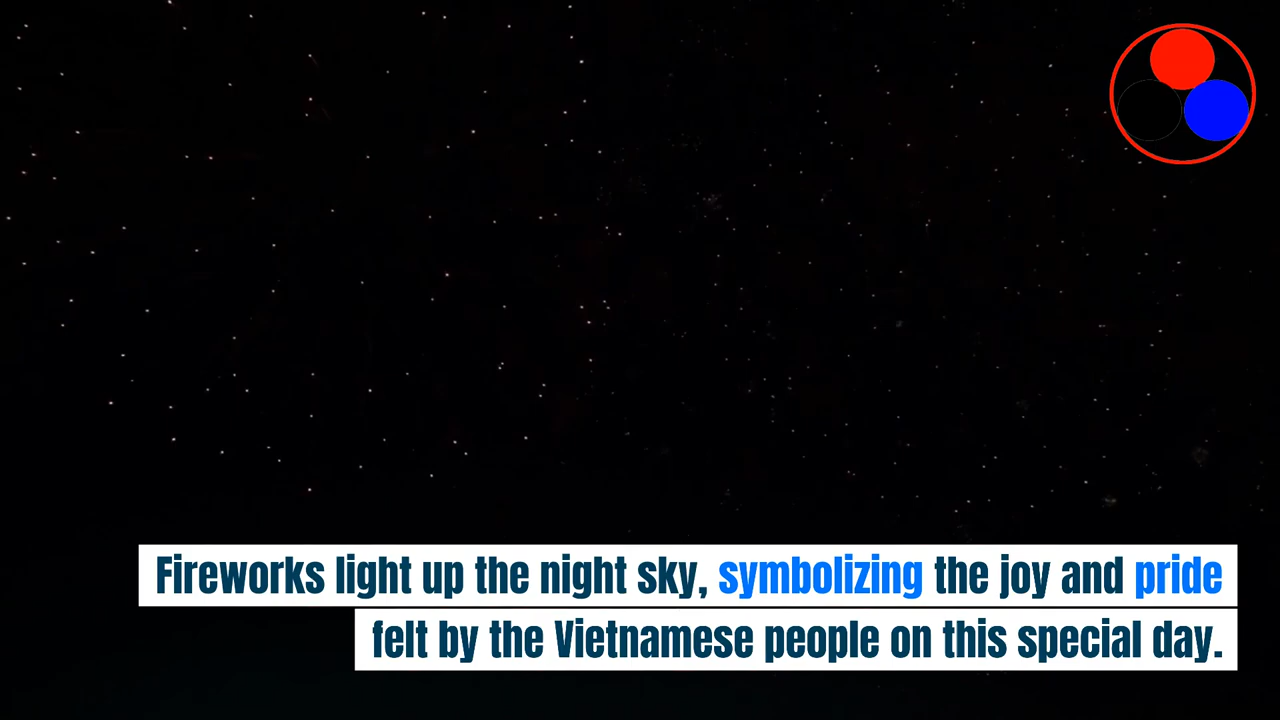 Fireworks light up the night sky, symbolizing the joy and pride
felt by the Vietnamese people on this special day.